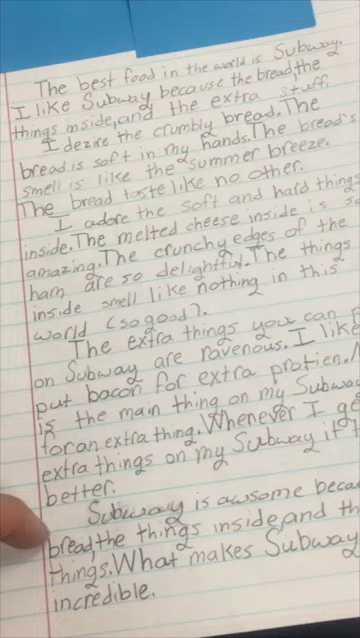 The best food in the world is Subway.
I like Subway because the bread, the
things inside, and the extra stuff.
I dezire the crumbly bread. The
bread is soft in my hands. The bread's
smell is like the summer breeze.
The bread taste like no other.
I adore the soft and hard things
inside. The melted cheese inside is so
amazing. The crunchy edges of the
ham are so delightful. The things
inside smell like nothing in this
world (so good).
The extra things you can
on Subway are ravenous. I like
put bacon for extra protien.
is the main thing on my Subway
for an extra thing. Whenever I
extra things on my Subway it
better.
Subway is awsome
bread, the things inside, and
things. What makes Subway
incredible.